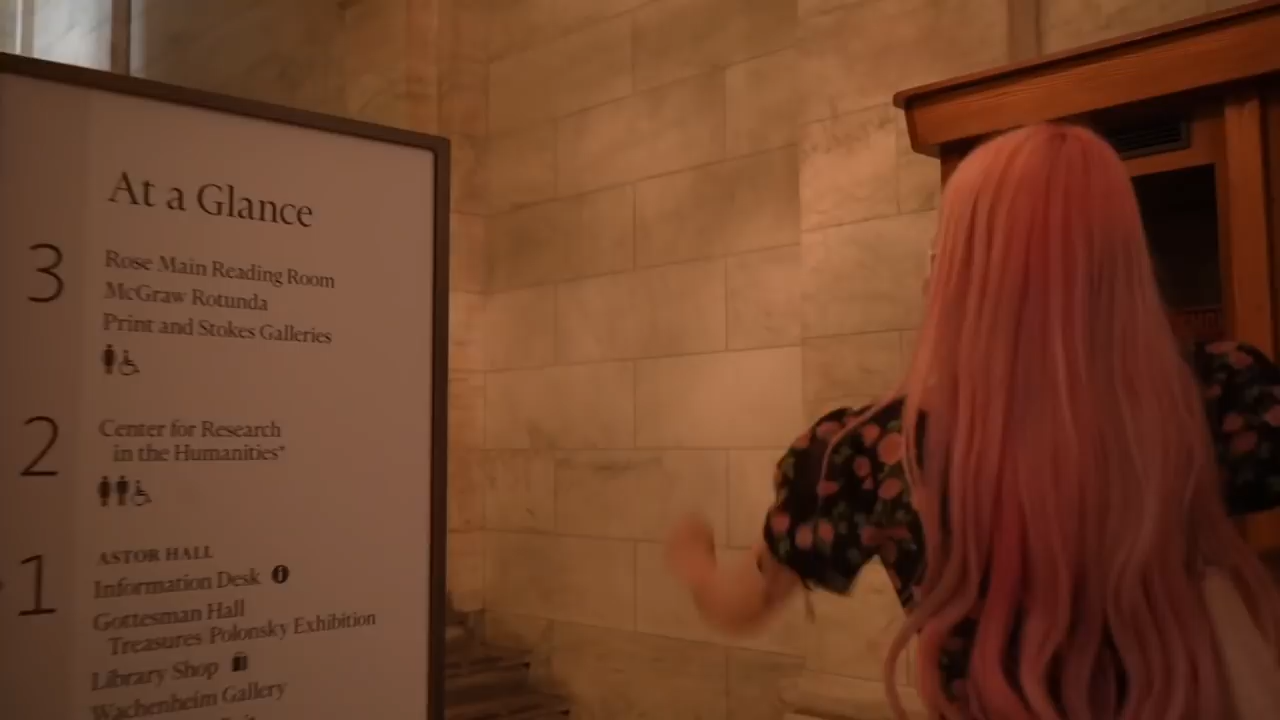 At a Glance
3
Rose Main Reading Room
McGraw Rotunda
Print and Stokes Galleries
2
Center for Research
in the Humanities*
1
ASTOR HALL
Information Desk
Gottesman Hall
Treasures Polonsky Exhibition
Library Shop
Wachenheim Gallery